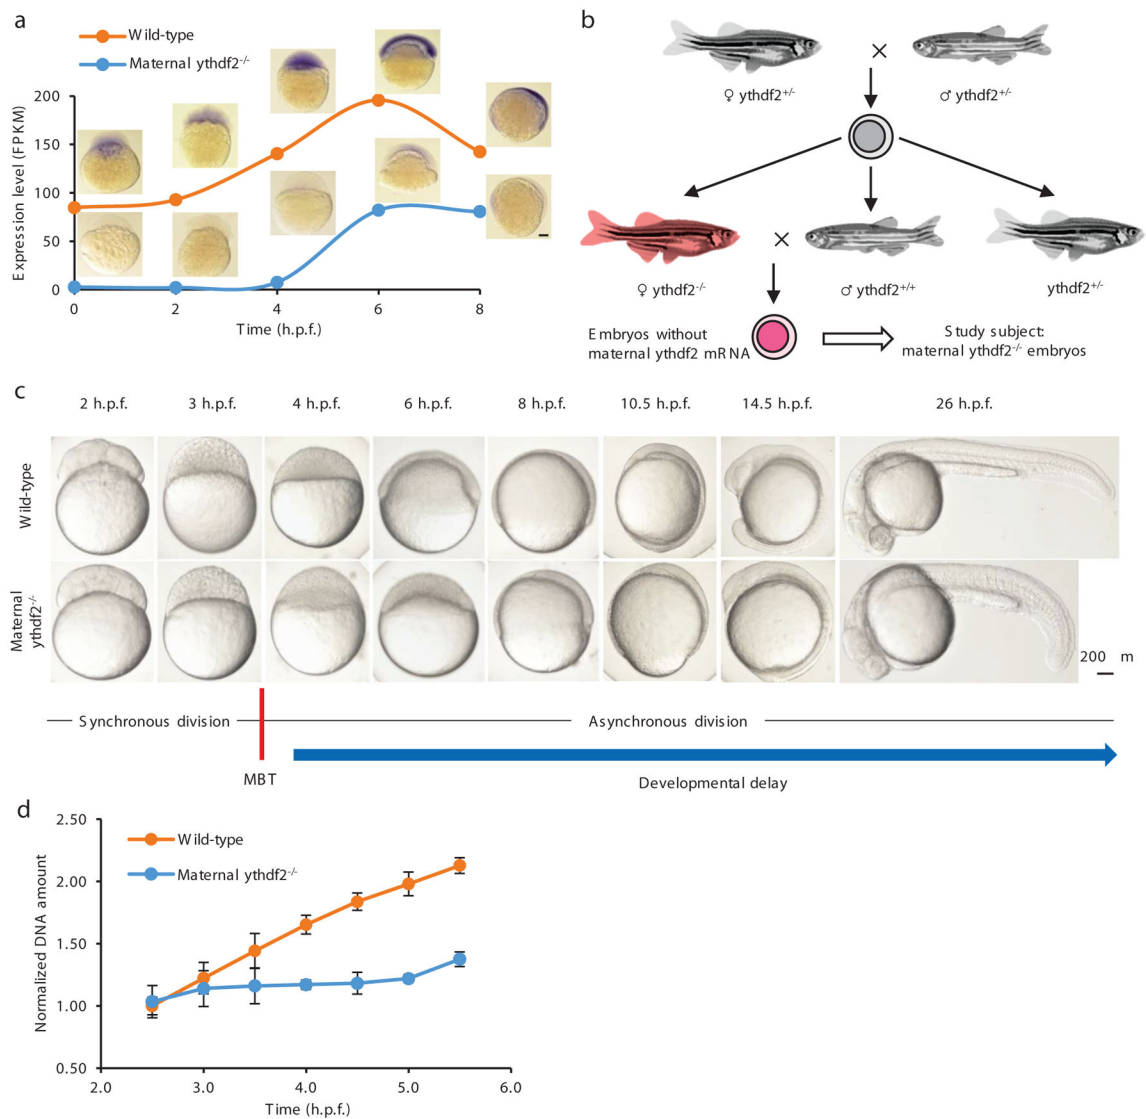 a
Wild-type
Maternal ythdf2-/-
Expression level (FPKM)
200
150
100
50
0
0 2 4 6 8
Time (h.p.f.)
b
×
♀ ythdf2+/- ♂ ythdf2+/-
×
♀ ythdf2-/- ♂ ythdf2+/+ ythdf2+/-
Embryos without
maternal ythdf2 mRNA
Study subject:
maternal ythdf2-/- embryos
c
2 h.p.f. 3 h.p.f. 4 h.p.f. 6 h.p.f. 8 h.p.f. 10.5 h.p.f. 14.5 h.p.f. 26 h.p.f.
Wild-type
Maternal
ythdf2-/-
200 m
Synchronous division Asynchronous division
MBT
Developmental delay
d
Wild-type
Maternal ythdf2-/-
Normalized DNA amount
2.50
2.00
1.50
1.00
0.50
2.0 3.0 4.0 5.0 6.0
Time (h.p.f.)